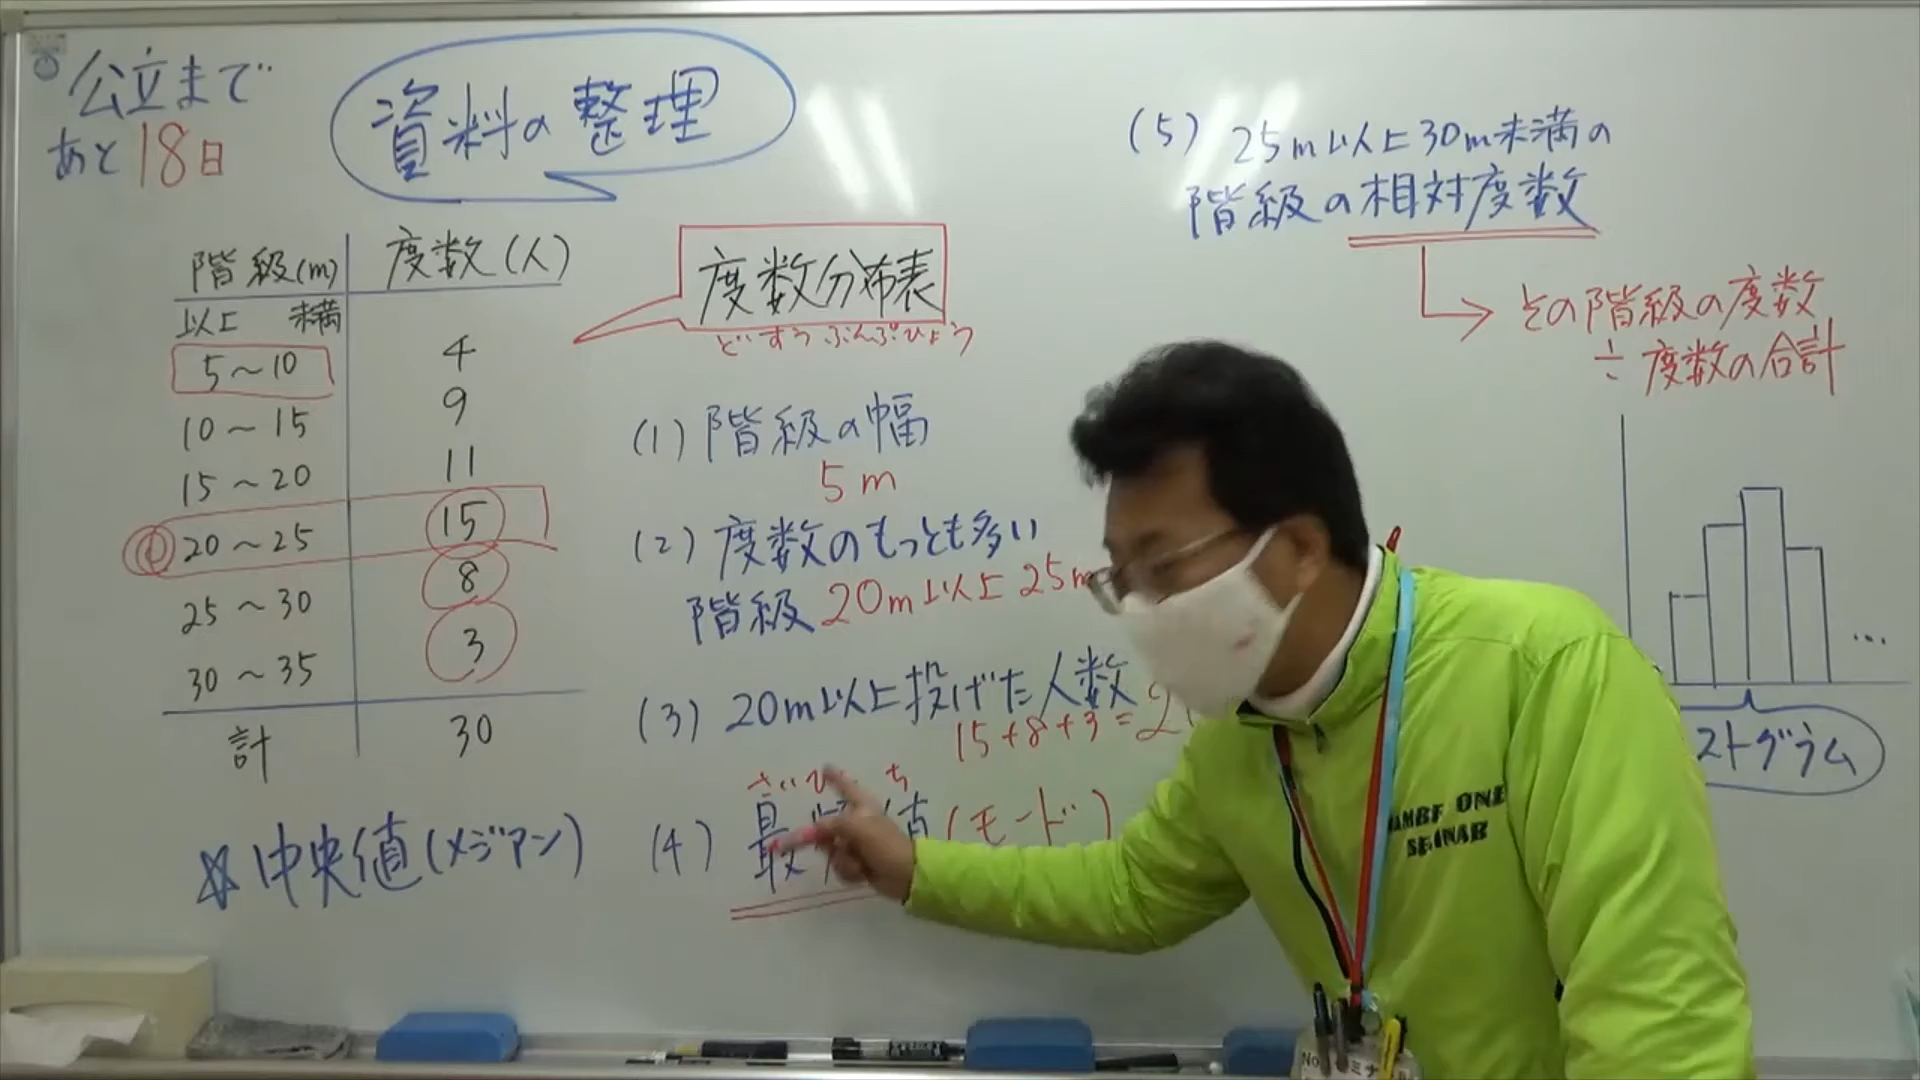 公立まで
あと18日
資料の整理
階級(m) 度数(人)
以上 未満
5〜10 4
10〜15 9
15〜20 11
① 20〜25 15
25〜30 8
30〜35 3
計 30
☆中央値(メジアン)
度数分布表
どすうぶんぷひょう
(1) 階級の幅
5m
(2) 度数のもっとも多い
階級 20m以上 25m
(3) 20m以上投げた人数
15+8+3=2
さいひ ち
(4) 最 値(モード)
(5) 25m以上30m未満の
階級の相対度数
その階級の度数
÷度数の合計
…
ストグラム
ONE